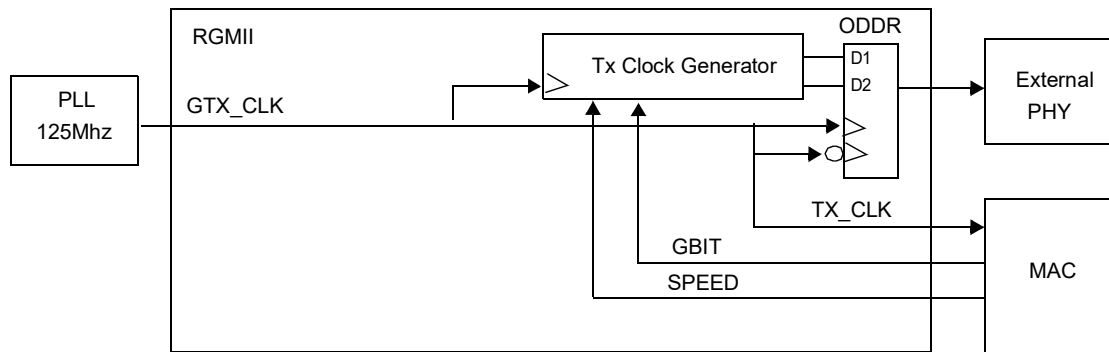 RGMII
ODDR
Tx Clock Generator
D1
D2
PLL
125Mhz
GTX_CLK
External
PHY
TX_CLK
GBIT
SPEED
MAC